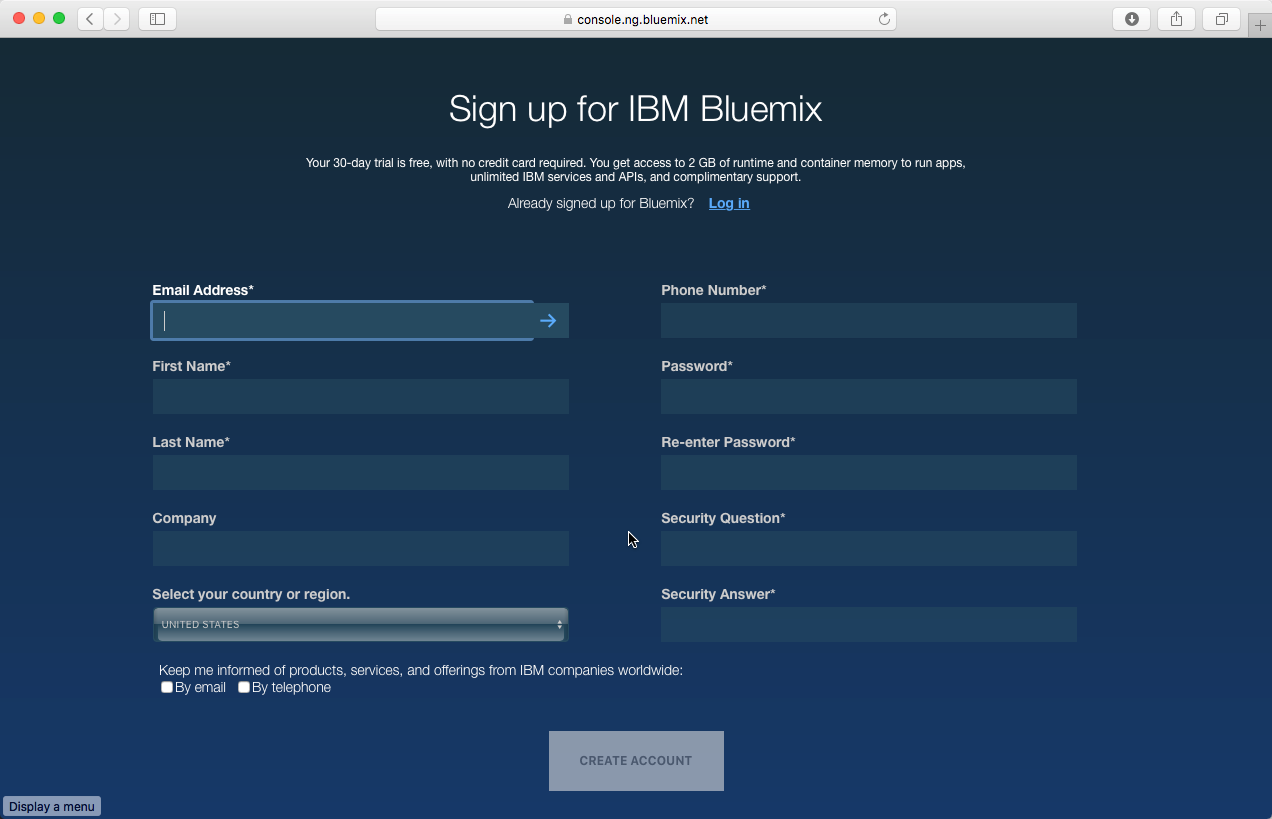 console.ng.bluemix.net
Sign up for IBM Bluemix
Your 30-day trial is free, with no credit card required. You get access to 2 GB of runtime and container memory to run apps,
unlimited IBM services and APIs, and complimentary support.
Already signed up for Bluemix? Log in
Email Address*
Phone Number*
First Name*
Password*
Last Name*
Re-enter Password*
Company
Security Question*
Select your country or region.
Security Answer*
UNITED STATES
Keep me informed of products, services, and offerings from IBM companies worldwide:
By email By telephone
CREATE ACCOUNT
Display a menu